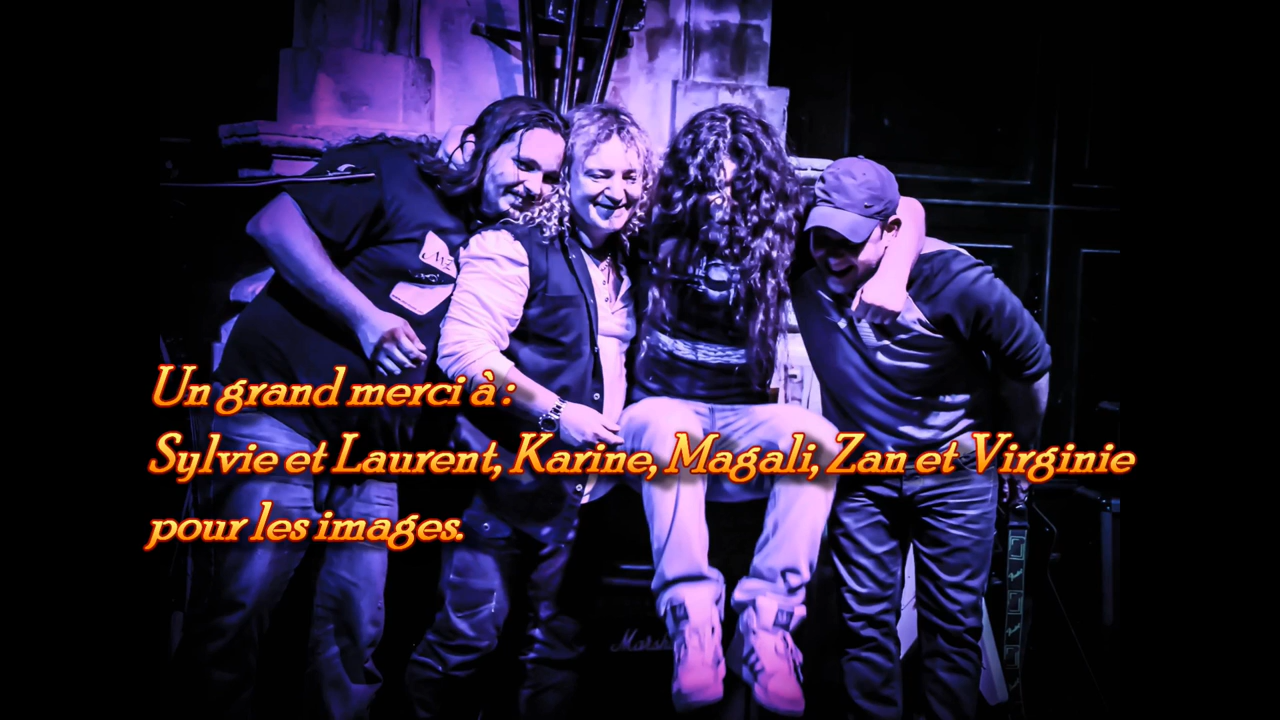 Un grand merci à :
Sylvie et Laurent, Karine, Magali, Zan et Virginie
pour les images.